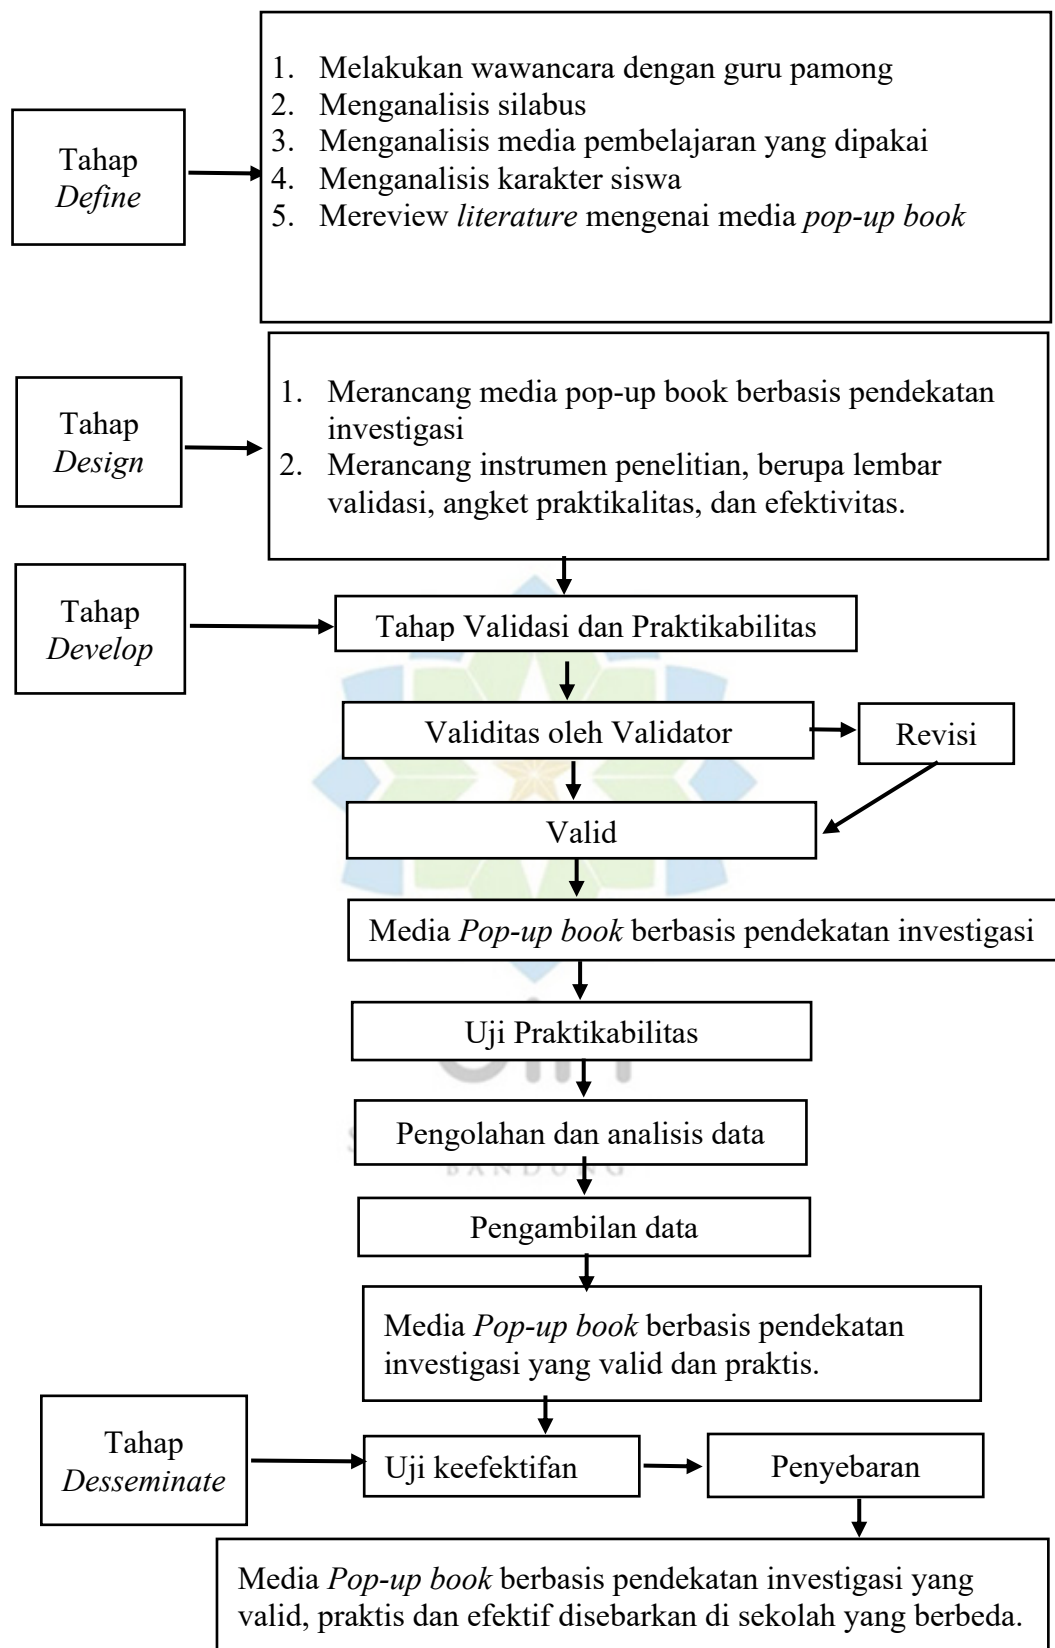 Tahap
Define
1. Melakukan wawancara dengan guru pamong
2. Menganalisis silabus
3. Menganalisis media pembelajaran yang dipakai
4. Menganalisis karakter siswa
5. Mereview literature mengenai media pop-up book
Tahap
Design
1. Merancang media pop-up book berbasis pendekatan
investigasi
2. Merancang instrumen penelitian, berupa lembar
validasi, angket praktikalitas, dan efektivitas.
Tahap
Develop
Tahap Validasi dan Praktikabilitas
Validitas oleh Validator
Revisi
Valid
Media Pop-up book berbasis pendekatan investigasi
Uji Praktikabilitas
Pengolahan dan analisis data
BANDUNG
Pengambilan data
Media Pop-up book berbasis pendekatan
investigasi yang valid dan praktis.
Tahap
Desseminate
Uji keefektifan
Penyebaran
Media Pop-up book berbasis pendekatan investigasi yang
valid, praktis dan efektif disebarkan di sekolah yang berbeda.